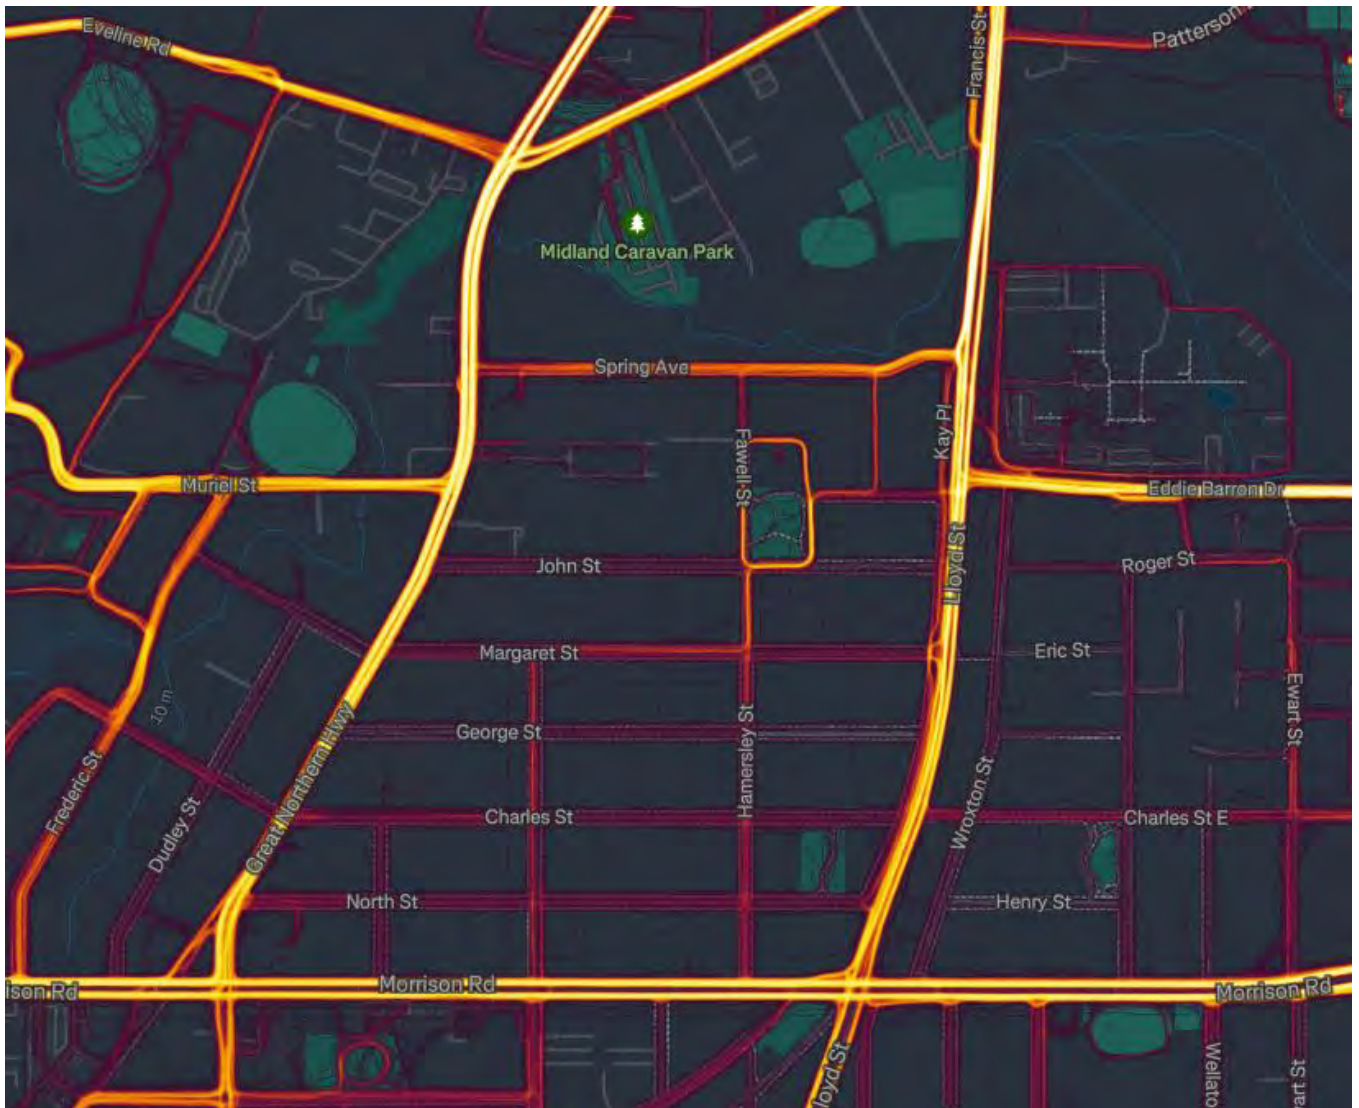 Eveline Rd
Francis St
Patterson
Midland Caravan Park
Spring Ave
Kay Pl
Fawell St
Muriel St
Eddie Barron Dr
Lloyd St
John St
Roger St
Margaret St
Eric St
10 m
Ewart St
George St
Hamersley St
Great Northern Hwy
Frederic St
Dudley St
Wroxton St
Charles St
Charles St E
North St
Henry St
ison Rd
Morrison Rd
Morrison Rd
loyd St
Wellato
art St